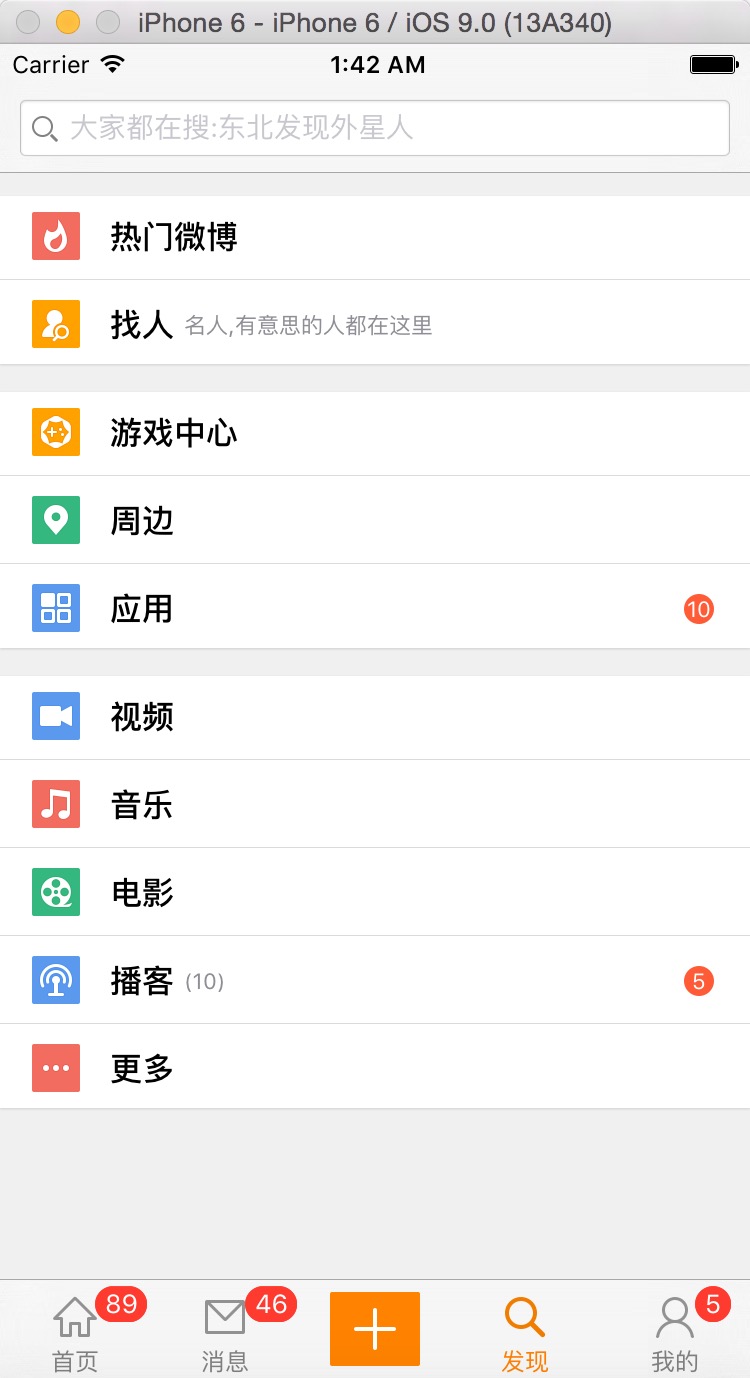 iPhone 6 - iPhone 6 / iOS 9.0 (13A340)
Carrier 1:42 AM
大家都在搜:东北发现外星人
热门微博
找人 名人,有意思的人都在这里
游戏中心
周边
应用 10
视频
音乐
电影
播客 (10) 5
更多
89 46 5
首页 消息 发现 我的